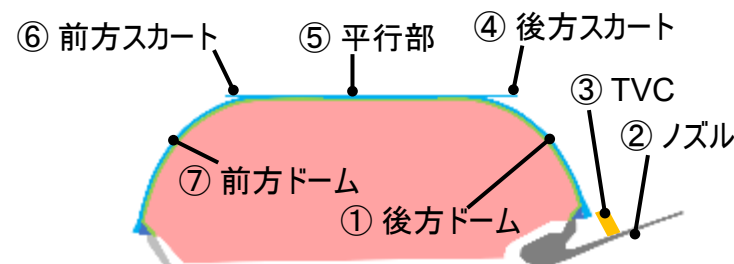 ⑥ 前方スカート
⑤ 平行部
④ 後方スカート
③ TVC
② ノズル
⑦ 前方ドーム
① 後方ドーム